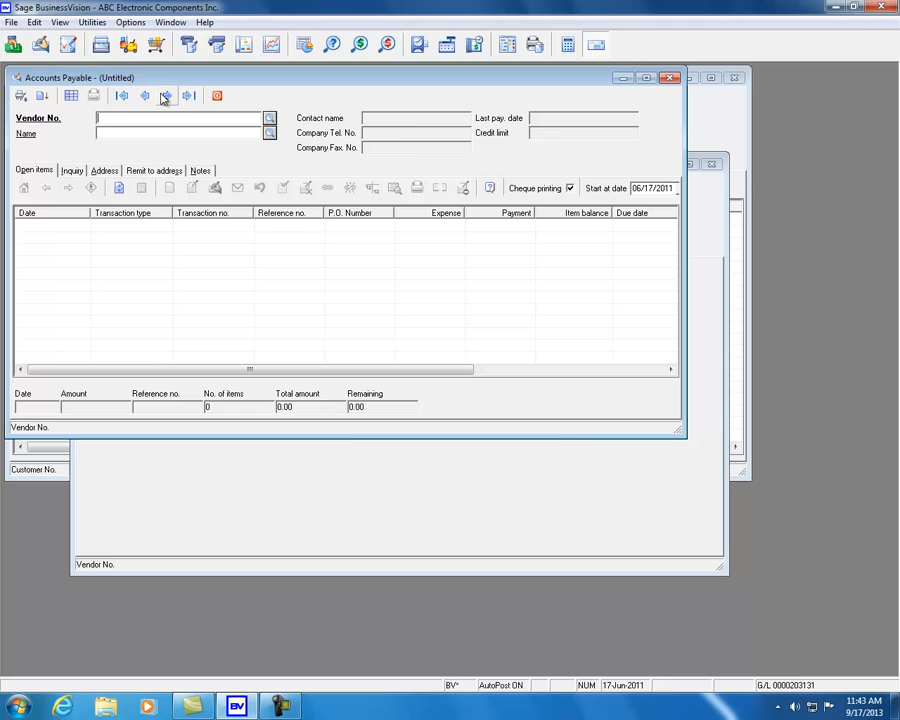 Sage BusinessVision - ABC Electronic Components Inc.
File Edit View Utilities Options Window Help
Accounts Payable - (Untitled)
Vendor No. Contact name Last pay. date
Name Company Tel. No. Credit limit
Company Fax. No.
Open items Inquiry Address Remit to address Notes
Cheque printing Start at date 06/17/2011
Date Transaction type Transaction no. Reference no. P.O. Number Expense Payment Item balance Due date
Date Amount Reference no. No. of items Total amount Remaining
0 0.00 0.00
Vendor No.
Customer No.
Vendor No.
BV* AutoPost ON NUM 17-Jun-2011 G/L 0000203131
BV
11:43 AM
9/17/2013